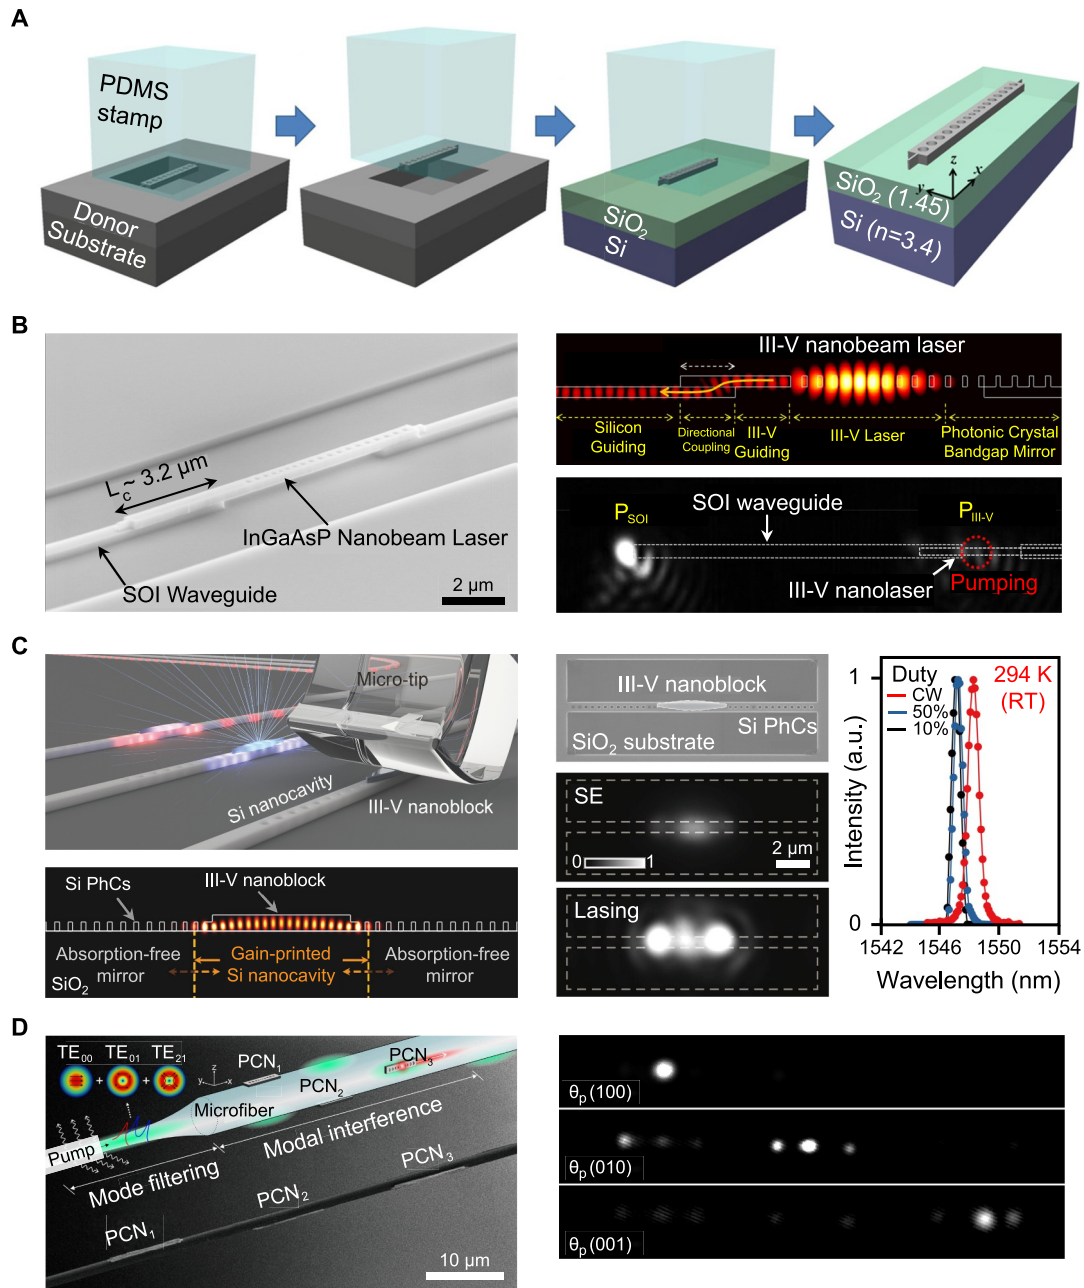 A
PDMS
stamp
Donor
Substrate
SiO2
Si
SiO2 (1.45)
Si (n=3.4)
z
y
x
B
Lc~ 3.2 µm
InGaAsP Nanobeam Laser
SOI Waveguide
2 µm
III-V nanobeam laser
Silicon
Guiding
Directional
Coupling
III-V
Guiding
III-V Laser
Photonic Crystal
Bandgap Mirror
PSOI
SOI waveguide
PIII-V
III-V nanolaser
Pumping
C
Micro-tip
Si nanocavity
III-V nanoblock
Si PhCs
III-V nanoblock
Absorption-free
mirror
Gain-printed
Si nanocavity
Absorption-free
mirror
SiO2
III-V nanoblock
Si PhCs
SiO2 substrate
SE
0
1
2 µm
Lasing
Duty
CW
50%
10%
294 K
(RT)
1
0
Intensity (a.u.)
1542
1546
1550
1554
Wavelength (nm)
D
TE00
TE01
TE21
+
+
z
y
x
PCN1
PCN2
PCN3
Microfiber
Pump
Mode filtering
Modal interference
PCN1
PCN2
PCN3
10 µm
θp(100)
θp(010)
θp(001)